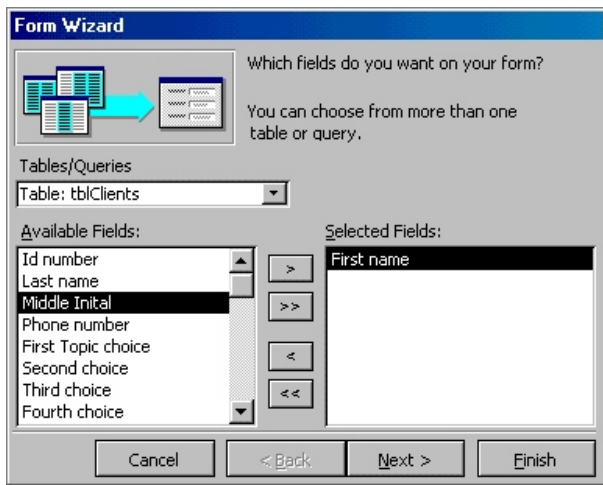 Form Wizard
Which fields do you want on your form?
You can choose from more than one
table or query.
Tables/Queries
Table: tblClients
Available Fields:
Id number
Last name
Middle Inital
Phone number
First Topic choice
Second choice
Third choice
Fourth choice
>
>>
<
<<
Selected Fields:
First name
Cancel
< Back
Next >
Finish